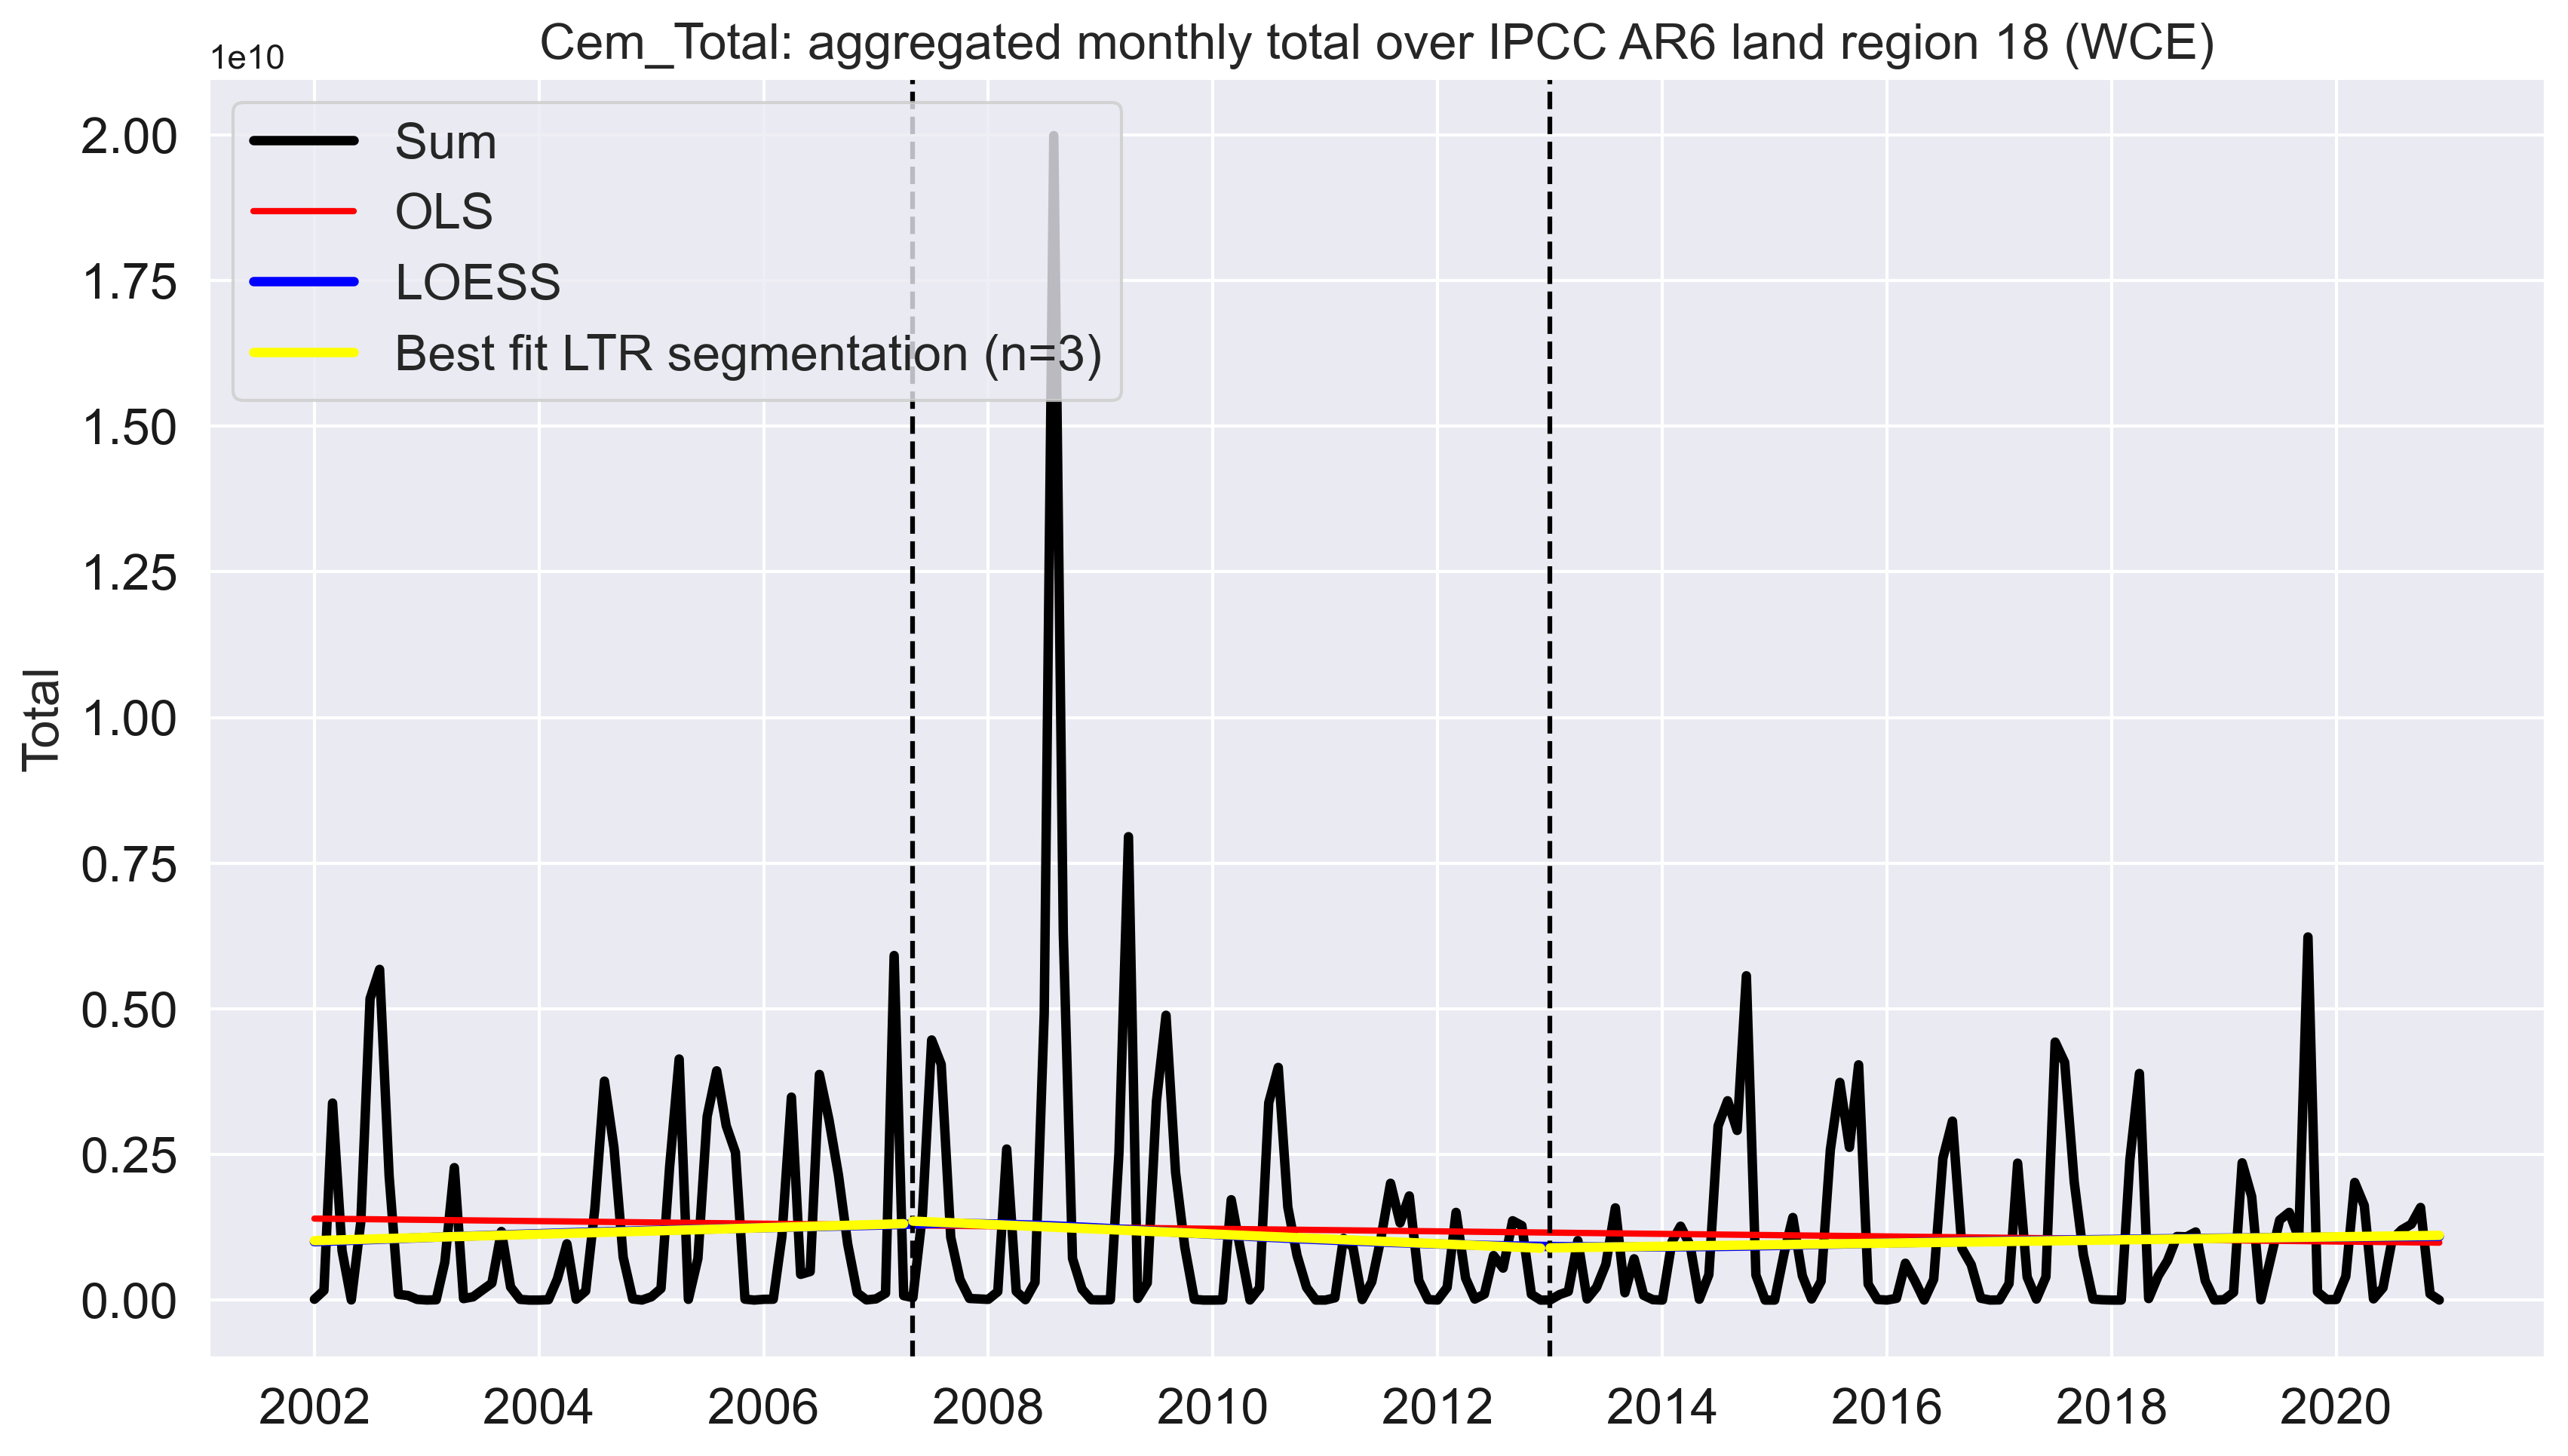 Cem_Total: aggregated monthly total over IPCC AR6 land region 18 (WCE)
1e10
2.00
1.75
1.50
1.25
1.00
0.75
0.50
0.25
0.00
Total
Sum
OLS
LOESS
Best fit LTR segmentation (n=3)
2002 2004 2006 2008 2010 2012 2014 2016 2018 2020